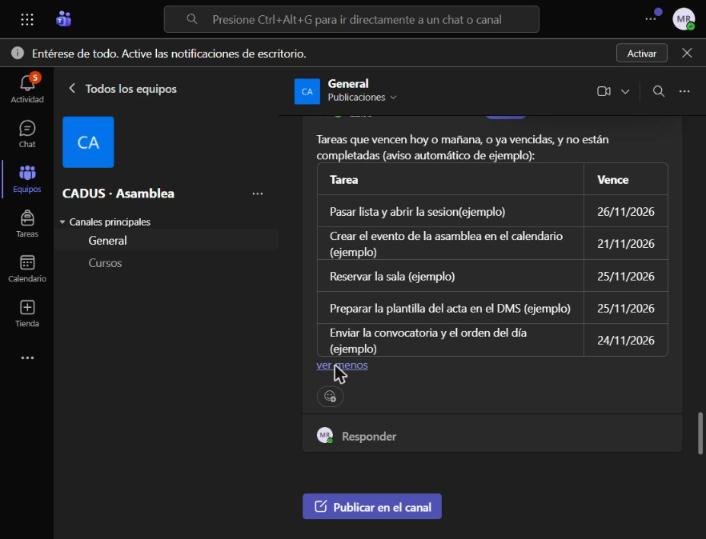 Presione Ctrl+Alt+G para ir directamente a un chat o canal
MR
Entérese de todo. Active las notificaciones de escritorio.
Activar
5
Actividad
Chat
Equipos
Tareas
Calendario
Tienda
Todos los equipos
CA
CADUS · Asamblea
Canales principales
General
Cursos
CA
General
Publicaciones
Tareas que vencen hoy o mañana, o ya vencidas, y no están
completadas (aviso automático de ejemplo):
Tarea Vence
Pasar lista y abrir la sesion(ejemplo) 26/11/2026
Crear el evento de la asamblea en el calendario
(ejemplo) 21/11/2026
Reservar la sala (ejemplo) 25/11/2026
Preparar la plantilla del acta en el DMS (ejemplo) 25/11/2026
Enviar la convocatoria y el orden del día
(ejemplo) 24/11/2026
ver menos
MR Responder
Publicar en el canal